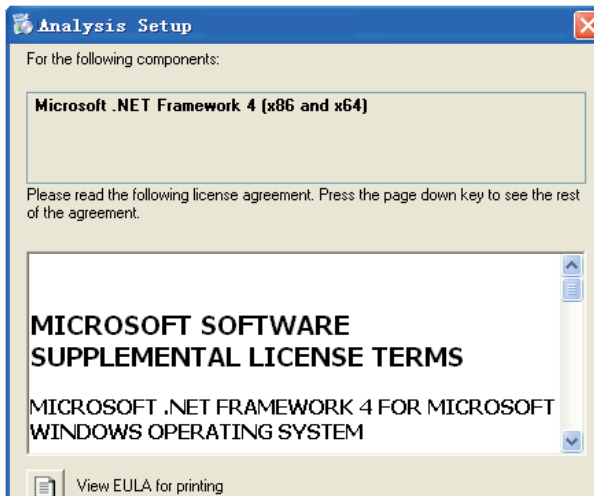 Analysis Setup
For the following components:
Microsoft .NET Framework 4 (x86 and x64)
Please read the following license agreement. Press the page down key to see the rest
of the agreement.
MICROSOFT SOFTWARE
SUPPLEMENTAL LICENSE TERMS
MICROSOFT .NET FRAMEWORK 4 FOR MICROSOFT
WINDOWS OPERATING SYSTEM
View EULA for printing